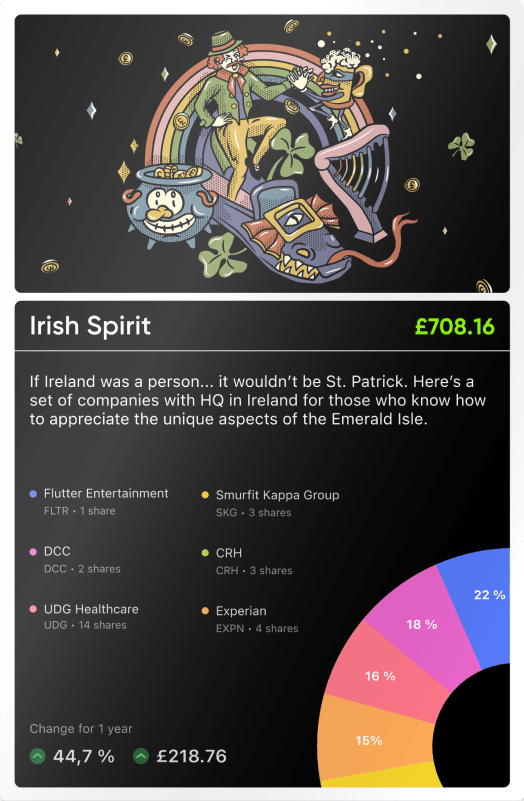 Irish Spirit
£708.16
If Ireland was a person... it wouldn't be St. Patrick. Here's a
set of companies with HQ in Ireland for those who know how
to appreciate the unique aspects of the Emerald Isle.
Flutter Entertainment
FLTR • 1 share
Smurfit Kappa Group
SKG • 3 shares
DCC
DCC • 2 shares
CRH
CRH • 3 shares
UDG Healthcare
UDG • 14 shares
Experian
EXPN • 4 shares
22 %
18 %
16 %
15%
Change for 1 year
44,7 %
£218.76